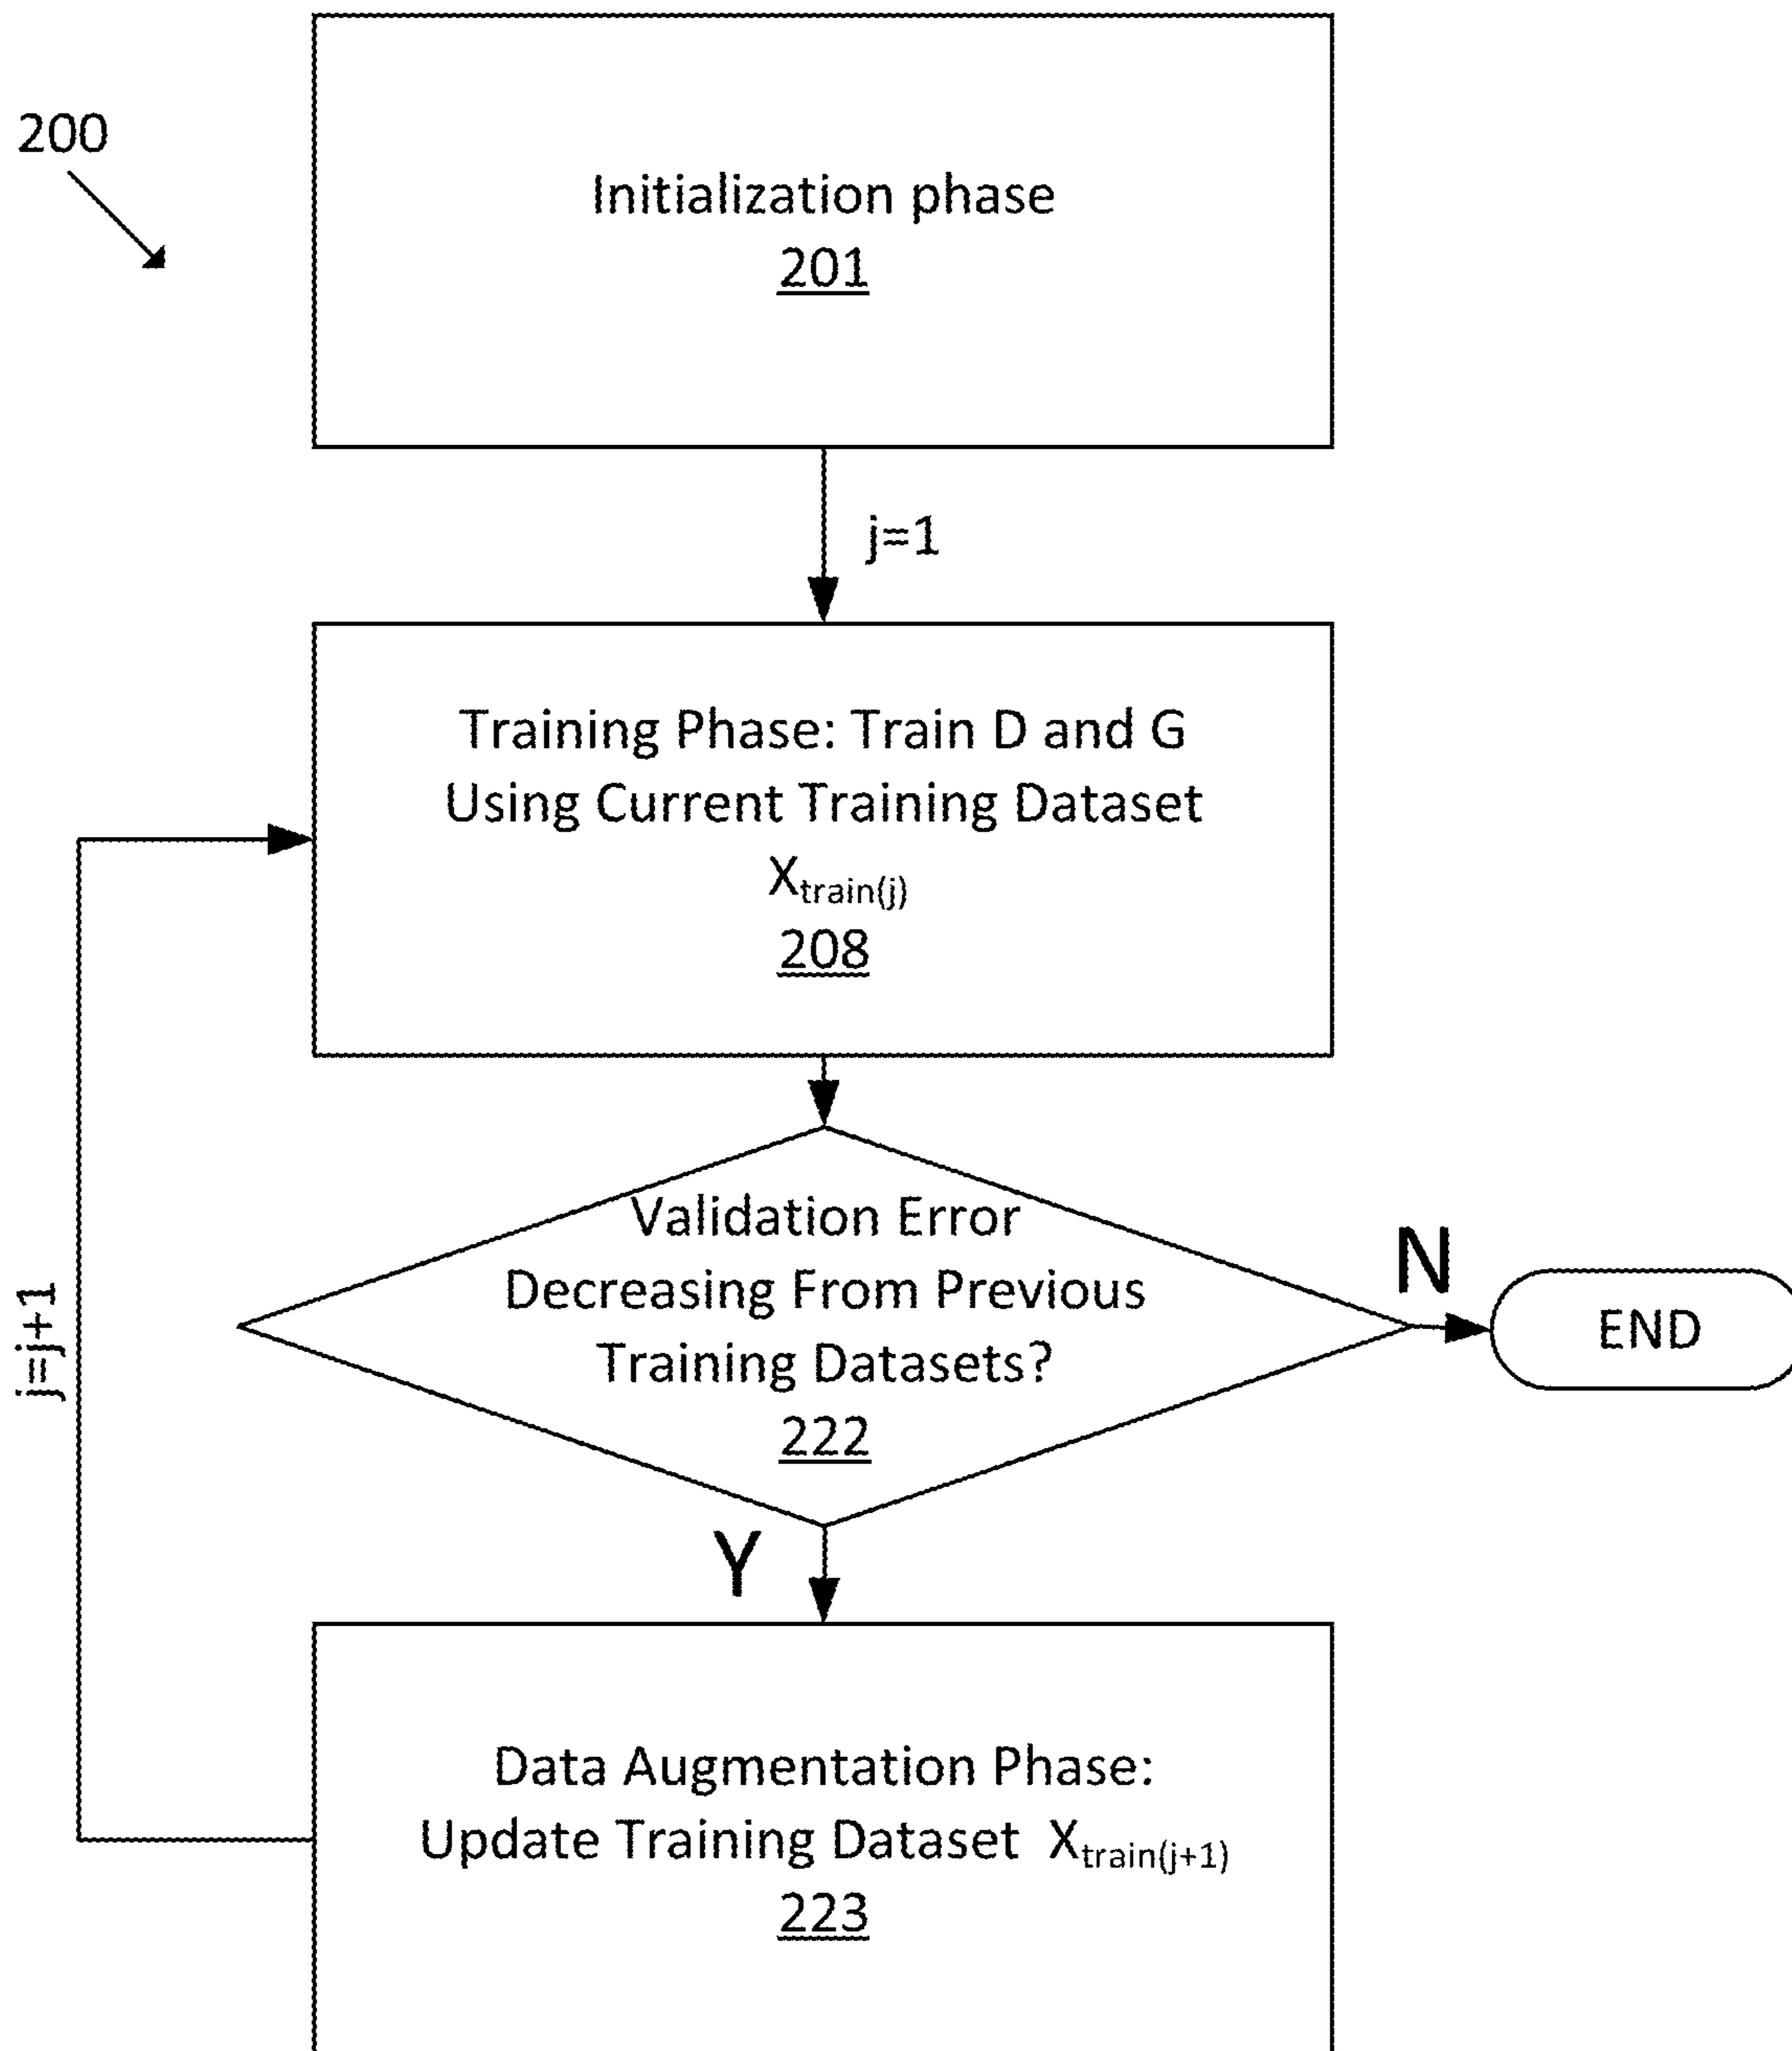 200
Initialization phase
201
j=1
Training Phase: Train D and G
Using Current Training Dataset
Xtrain(j)
208
Validation Error
Decreasing From Previous
Training Datasets?
222
N
END
j=j+1
Y
Data Augmentation Phase:
Update Training Dataset Xtrain(j+1)
223